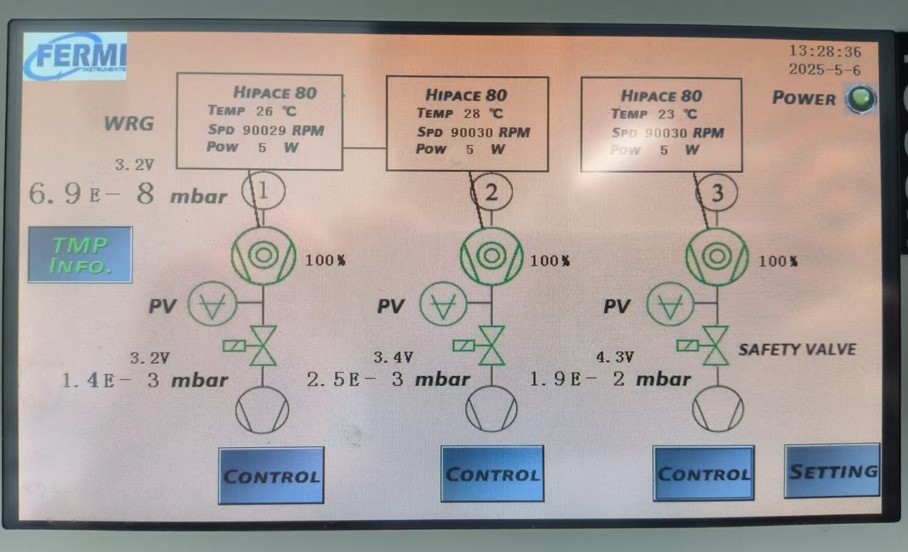 FERMI
INSTRUMENTS
13:28:36
2025-5-6
POWER
HIPACE 80
TEMP 26 ℃
SPD 90029 RPM
POW 5 W
HIPACE 80
TEMP 28 ℃
SPD 90030 RPM
POW 5 W
HIPACE 80
TEMP 23 ℃
SPD 90030 RPM
POW 5 W
WRG
3.2V
6.9E- 8 mbar
1
2
3
TMP
INFO.
100%
100%
100%
PV
PV
PV
3.2V
1.4E- 3 mbar
3.4V
2.5E- 3 mbar
4.3V
1.9E- 2 mbar
SAFETY VALVE
CONTROL
CONTROL
CONTROL
SETTING